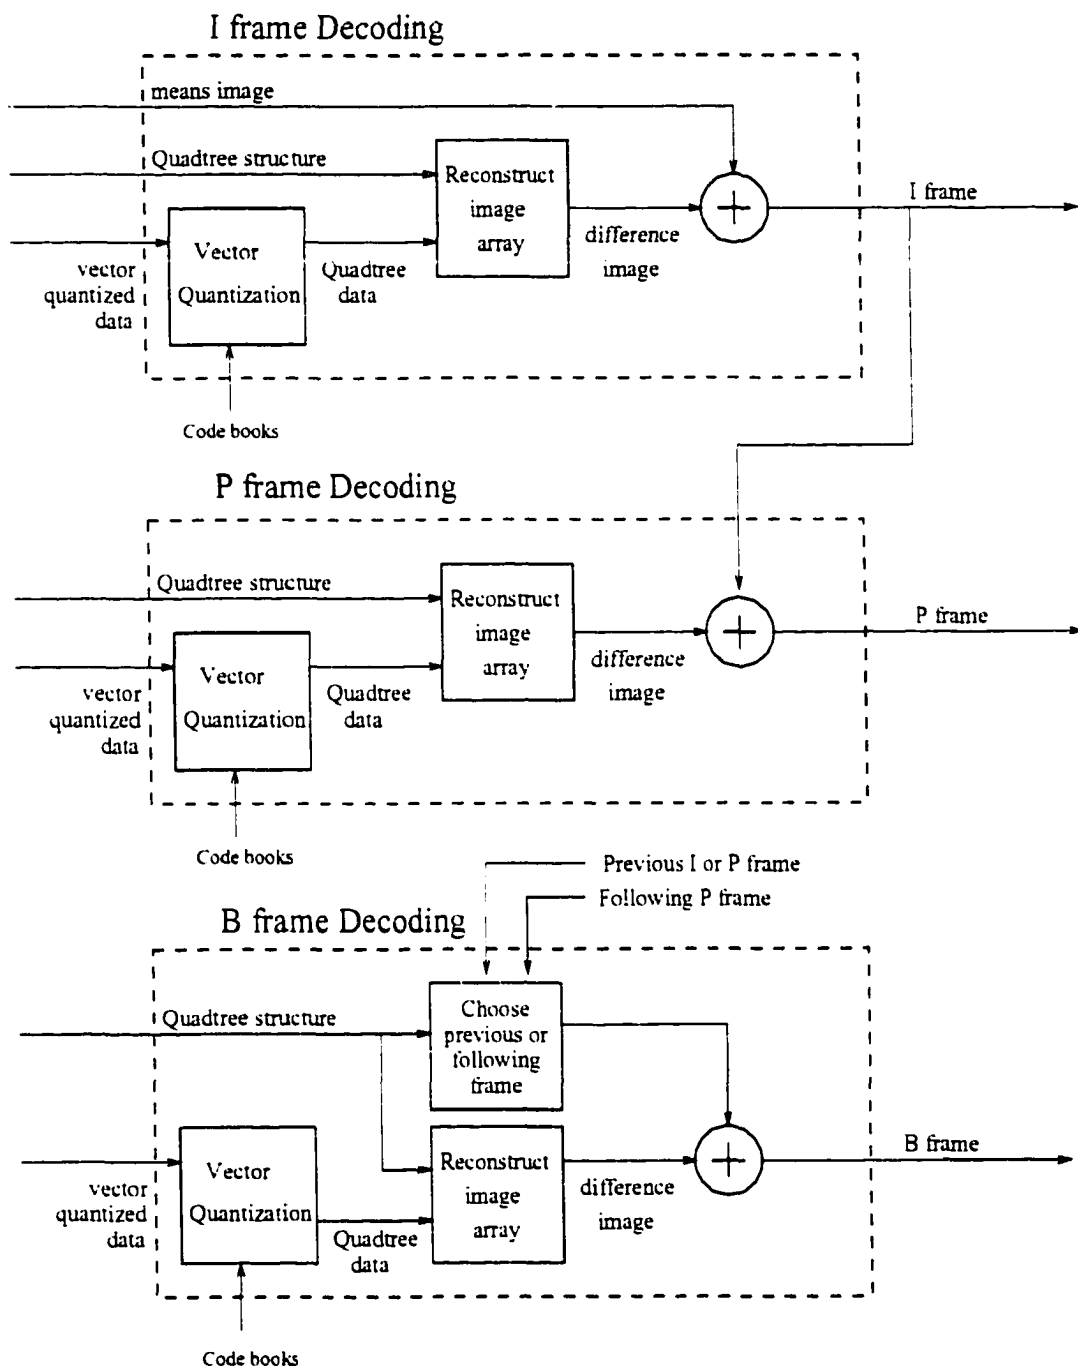 I frame Decoding
means image
Quadtree structure
Reconstruct
image
array
I frame
difference
image
Vector
Quantization
Quadtree
data
vector
quantized
data
Code books
P frame Decoding
Quadtree structure
Reconstruct
image
array
P frame
difference
image
Vector
Quantization
Quadtree
data
vector
quantized
data
Code books
Previous I or P frame
Following P frame
B frame Decoding
Quadtree structure
Choose
previous or
following
frame
B frame
Vector
Quantization
Reconstruct
image
array
difference
image
vector
quantized
data
Quadtree
data
Code books